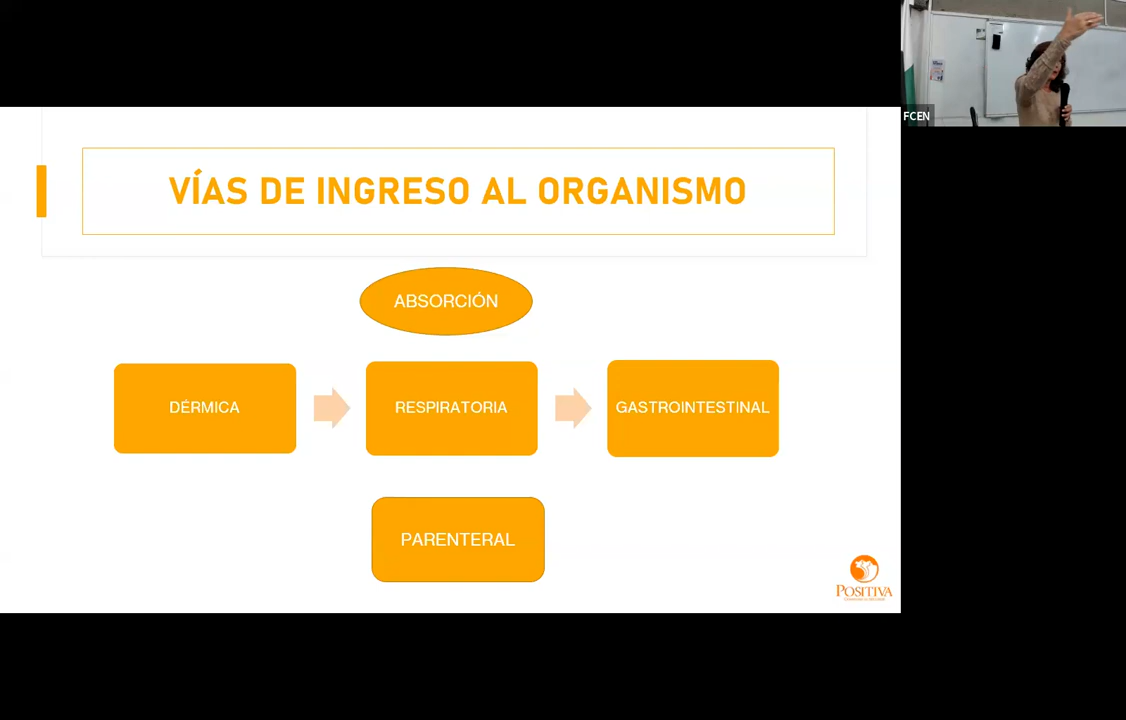 FCEN
VÍAS DE INGRESO AL ORGANISMO
ABSORCIÓN
DÉRMICA
RESPIRATORIA
GASTROINTESTINAL
PARENTERAL
POSITIVA